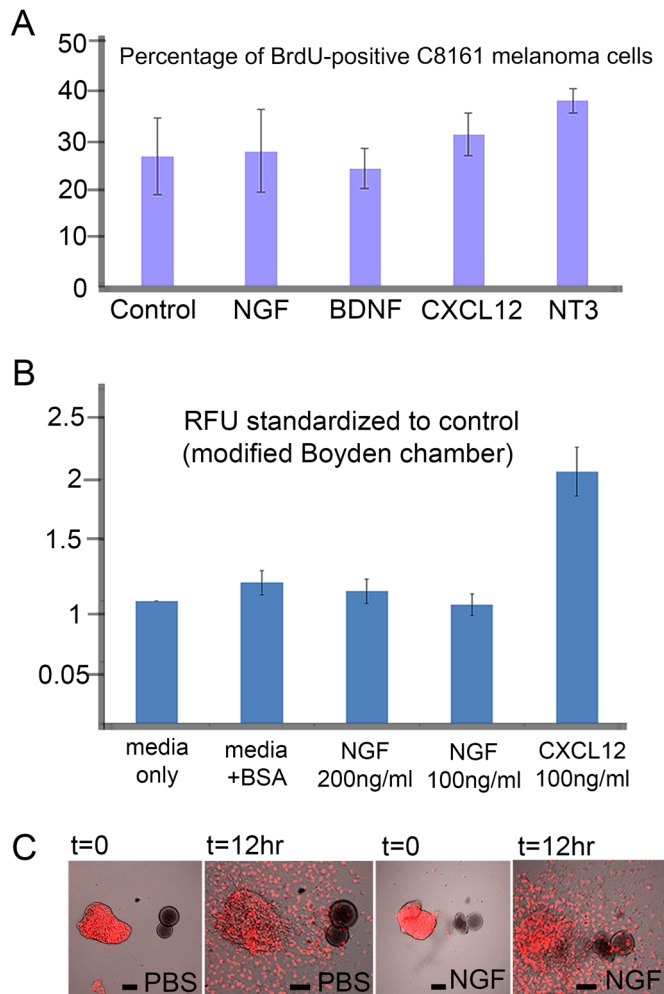 A
Percentage of BrdU-positive C8161 melanoma cells
50
40
30
20
10
0
Control NGF BDNF CXCL12 NT3
B
RFU standardized to control
(modified Boyden chamber)
2.5
2
1.5
1
0.05
media only
media +BSA
NGF 200ng/ml
NGF 100ng/ml
CXCL12 100ng/ml
C
t=0 t=12hr t=0 t=12hr
PBS PBS NGF NGF